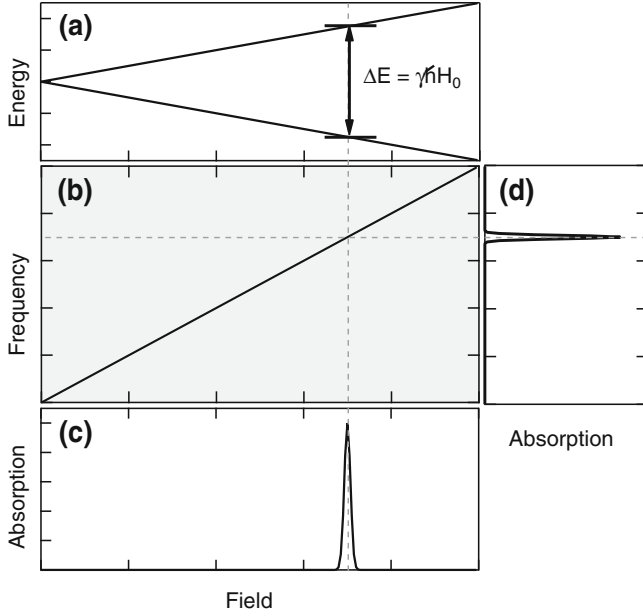 (a)
Energy
ΔE = γℏH₀
(b)
(d)
Frequency
(c)
Absorption
Absorption
Field